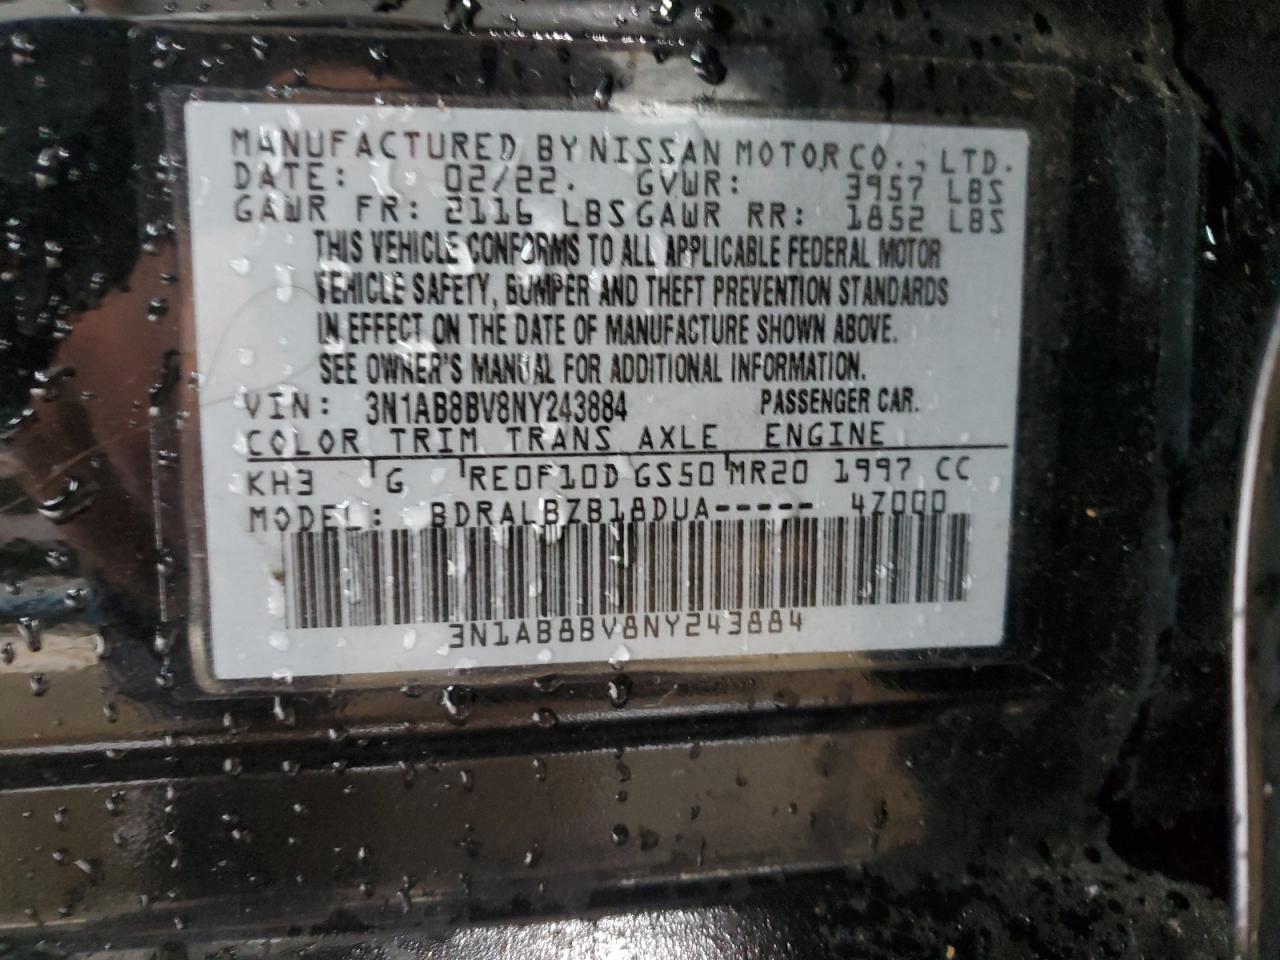 MANUFACTURED BY NISSAN MOTOR CO., LTD.
DATE: 02/22. GVWR: 3957 LBS
GAWR FR: 2116 LBS GAWR RR: 1852 LBS
THIS VEHICLE CONFORMS TO ALL APPLICABLE FEDERAL MOTOR
VEHICLE SAFETY, BUMPER AND THEFT PREVENTION STANDARDS
IN EFFECT ON THE DATE OF MANUFACTURE SHOWN ABOVE.
SEE OWNER'S MANUAL FOR ADDITIONAL INFORMATION.
VIN: 3N1AB8BV8NY243884 PASSENGER CAR.
COLOR TRIM TRANS AXLE ENGINE
KH3 G RE0F10D GS50 MR20 1997 CC
MODEL: BDRALBZB18DUA----- 4Z000
3N1AB8BV8NY243884